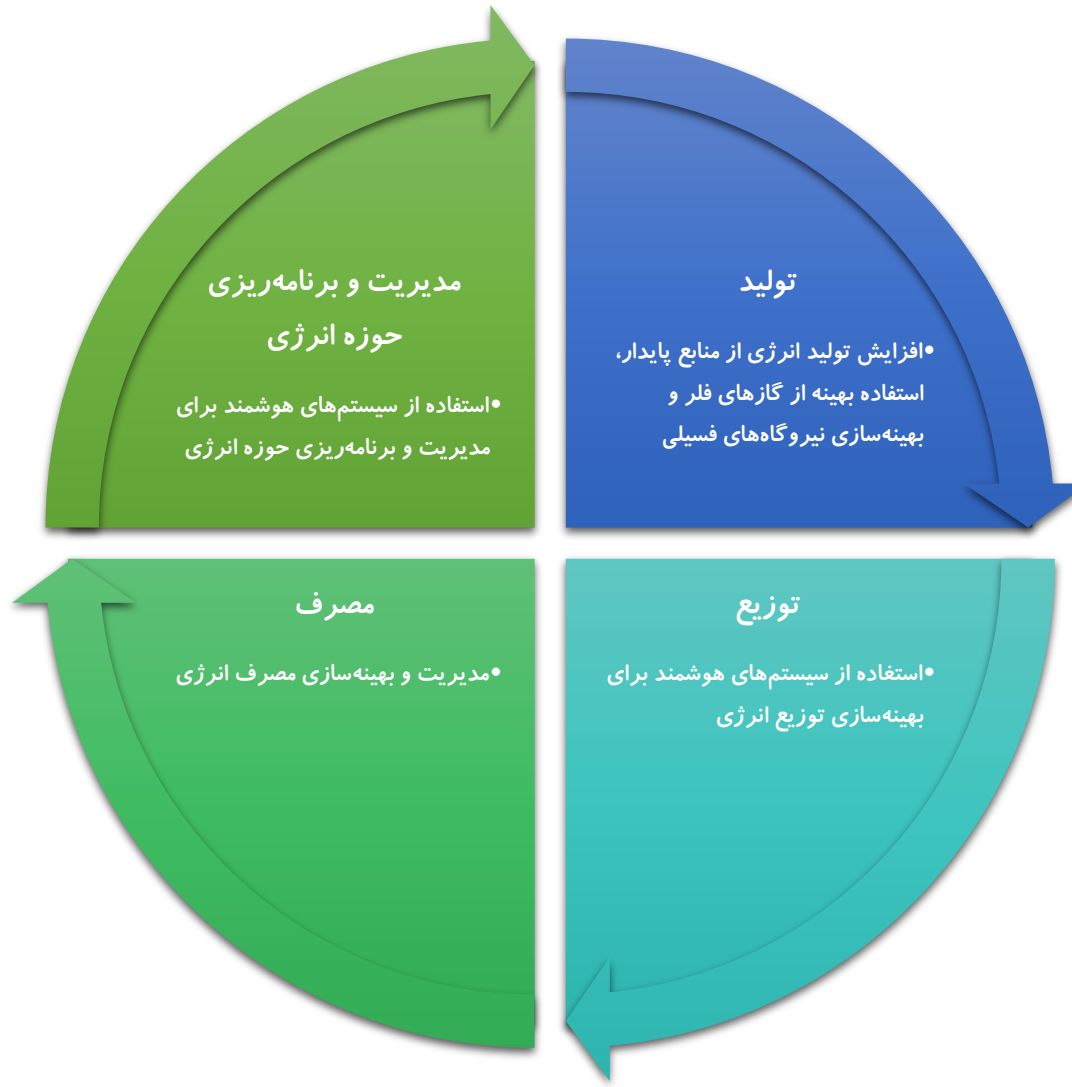 تولید
•افزایش تولید انرژی از منابع پایدار،
استفاده بهینه از گازهای فلر و
بهینه‌سازی نیروگاه‌های فسیلی
توزیع
•استفاده از سیستم‌های هوشمند برای
بهینه‌سازی توزیع انرژی
مصرف
•مدیریت و بهینه‌سازی مصرف انرژی
مدیریت و برنامه‌ریزی
حوزه انرژی
•استفاده از سیستم‌های هوشمند برای
مدیریت و برنامه‌ریزی حوزه انرژی